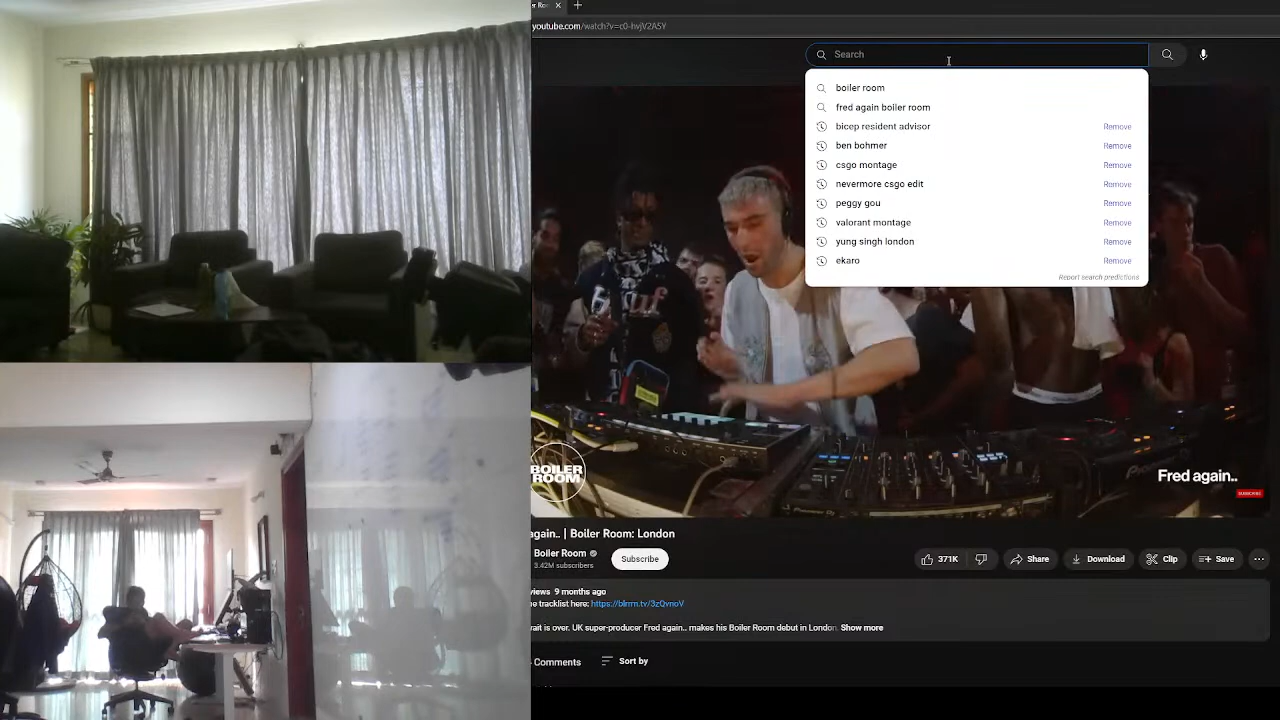 youtube.com/watch?v=c0-hvjV2A5Y
Search
boiler room
fred again boiler room
bicep resident advisor Remove
ben bohmer Remove
csgo montage Remove
nevermore csgo edit Remove
peggy gou Remove
valorant montage Remove
yung singh london Remove
ekaro Remove
Report search predictions
BOILER
ROOM
Fred again..
SUBSCRIBE
again.. | Boiler Room: London
Boiler Room
3.42M subscribers
Subscribe
371K
Share
Download
Clip
Save
views 9 months ago
tracklist here: https://blrrm.tv/3zQvnoV
wait is over. UK super-producer Fred again.. makes his Boiler Room debut in London. Show more
Comments
Sort by